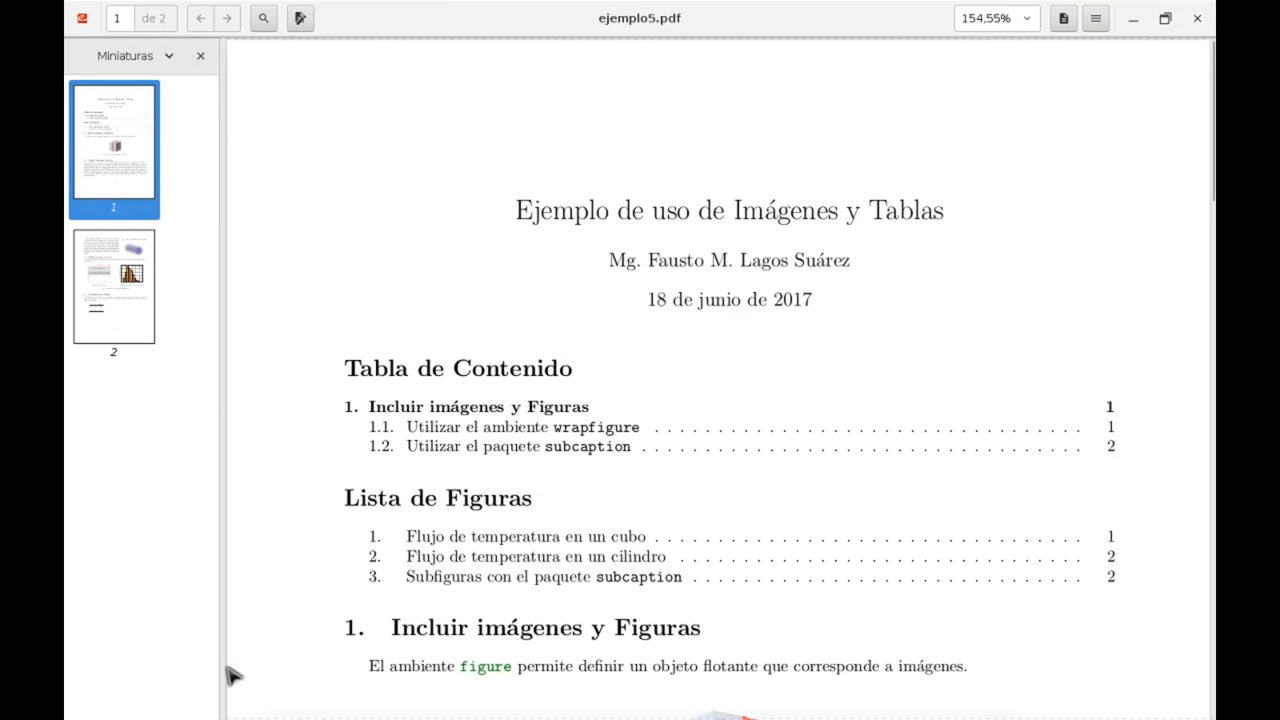 1 de 2
ejemplo5.pdf
154,55%
Miniaturas
1
2
Ejemplo de uso de Imágenes y Tablas
Mg. Fausto M. Lagos Suárez
18 de junio de 2017
Tabla de Contenido
1. Incluir imágenes y Figuras 1
1.1. Utilizar el ambiente wrapfigure . . . . . . . . . . . . . . . . . . . . . . . . . . . . . . 1
1.2. Utilizar el paquete subcaption . . . . . . . . . . . . . . . . . . . . . . . . . . . . . . . 2
Lista de Figuras
1. Flujo de temperatura en un cubo . . . . . . . . . . . . . . . . . . . . . . . . . . . . . . 1
2. Flujo de temperatura en un cilindro . . . . . . . . . . . . . . . . . . . . . . . . . . . . 2
3. Subfiguras con el paquete subcaption . . . . . . . . . . . . . . . . . . . . . . . . . . . 2
1. Incluir imágenes y Figuras
El ambiente figure permite definir un objeto flotante que corresponde a imágenes.